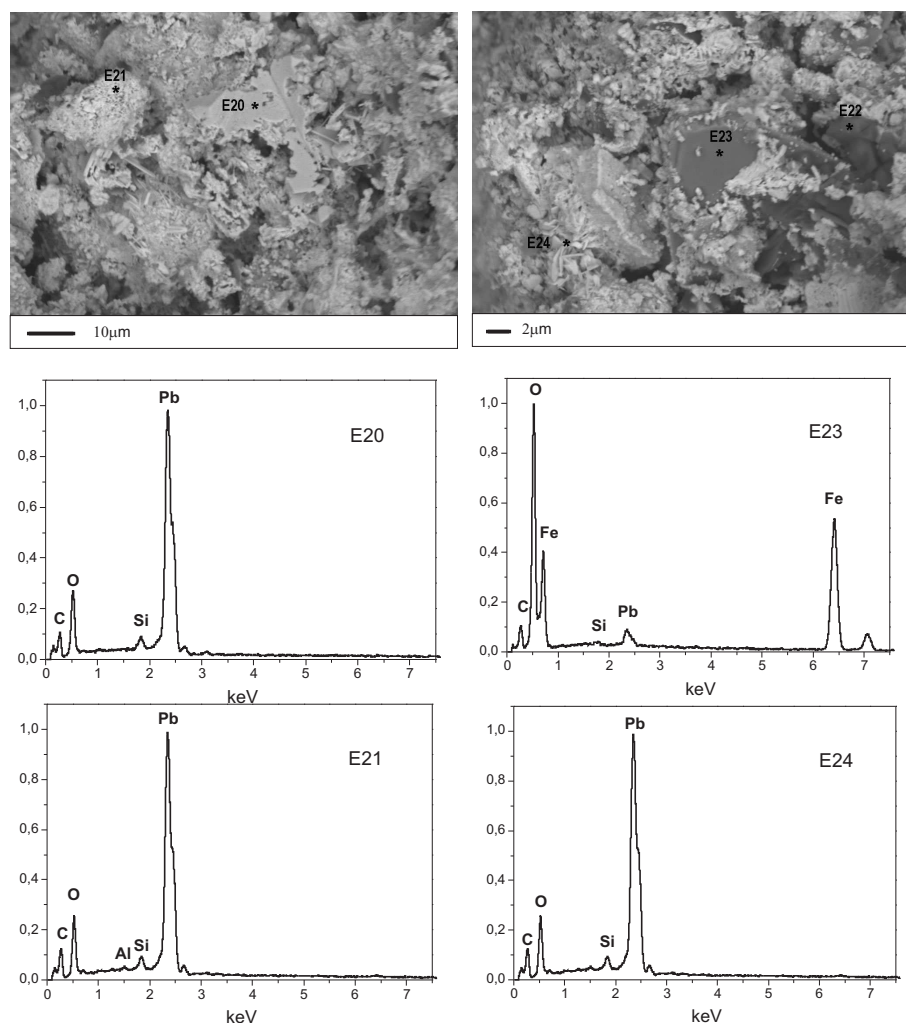 E21
E20
E22
E23
E24
10μm
2μm
1,0
0,8
0,6
0,4
0,2
0,0
Pb
O
C
Si
E20
0 1 2 3 4 5 6 7
keV
1,0
0,8
0,6
0,4
0,2
0,0
O
Fe
Fe
C
Si
Pb
E23
0 1 2 3 4 5 6 7
keV
1,0
0,8
0,6
0,4
0,2
0,0
Pb
O
C
Al
Si
E21
0 1 2 3 4 5 6 7
keV
1,0
0,8
0,6
0,4
0,2
0,0
Pb
O
C
Si
E24
0 1 2 3 4 5 6 7
keV